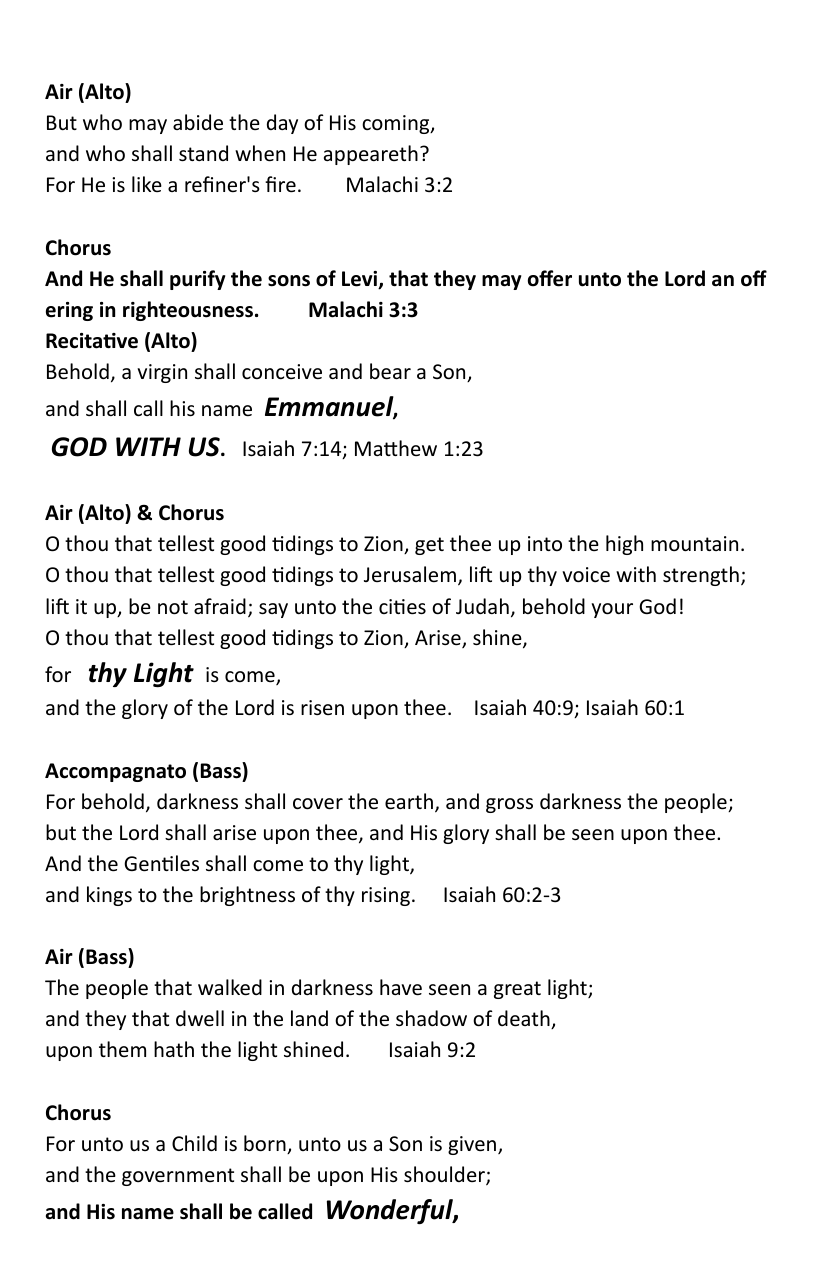 Air (Alto)
But who may abide the day of His coming,
and who shall stand when He appeareth?
For He is like a refiner's fire. Malachi 3:2
Chorus
And He shall purify the sons of Levi, that they may offer unto the Lord an off
ering in righteousness. Malachi 3:3
Recitative (Alto)
Behold, a virgin shall conceive and bear a Son,
and shall call his name Emmanuel,
GOD WITH US. Isaiah 7:14; Matthew 1:23
Air (Alto) & Chorus
O thou that tellest good tidings to Zion, get thee up into the high mountain.
O thou that tellest good tidings to Jerusalem, lift up thy voice with strength;
lift it up, be not afraid; say unto the cities of Judah, behold your God!
O thou that tellest good tidings to Zion, Arise, shine,
for thy Light is come,
and the glory of the Lord is risen upon thee. Isaiah 40:9; Isaiah 60:1
Accompagnato (Bass)
For behold, darkness shall cover the earth, and gross darkness the people;
but the Lord shall arise upon thee, and His glory shall be seen upon thee.
And the Gentiles shall come to thy light,
and kings to the brightness of thy rising. Isaiah 60:2-3
Air (Bass)
The people that walked in darkness have seen a great light;
and they that dwell in the land of the shadow of death,
upon them hath the light shined. Isaiah 9:2
Chorus
For unto us a Child is born, unto us a Son is given,
and the government shall be upon His shoulder;
and His name shall be called Wonderful,